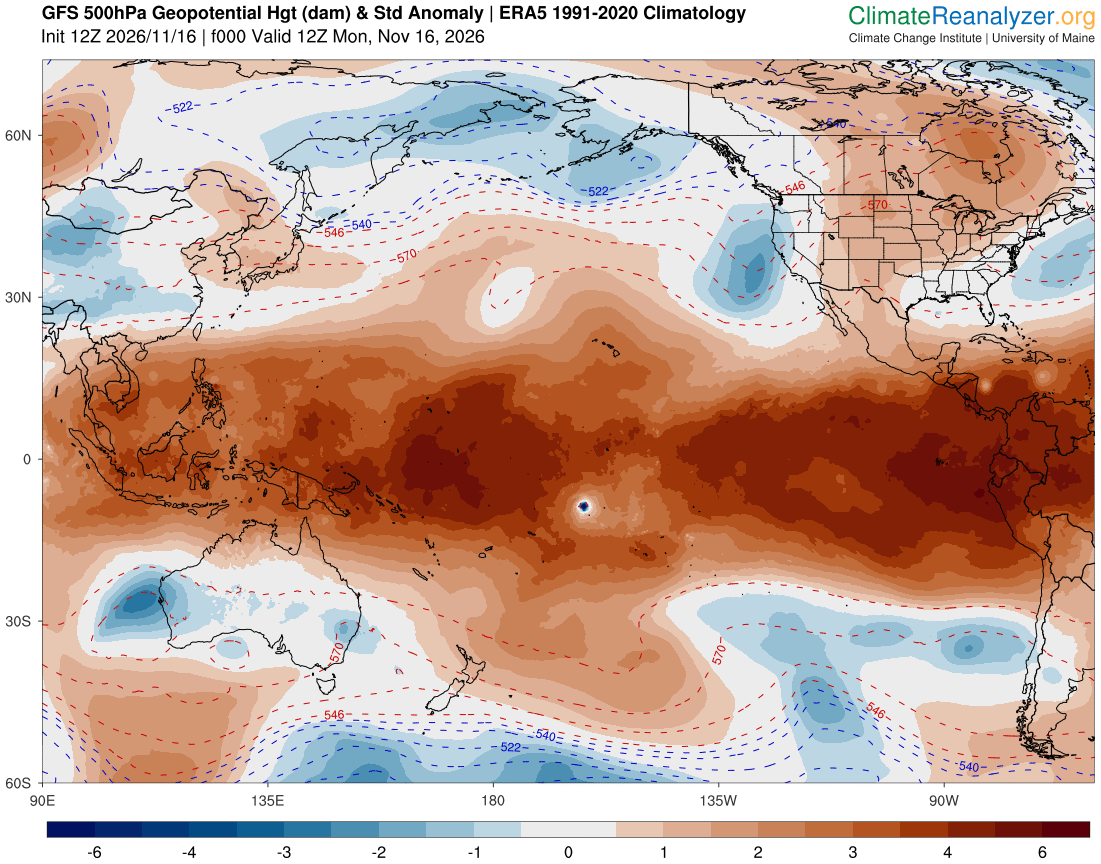 GFS 500hPa Geopotential Hgt (dam) & Std Anomaly | ERA5 1991-2020 Climatology
Init 12Z 2026/11/16 | f000 Valid 12Z Mon, Nov 16, 2026
ClimateReanalyzer.org
Climate Change Institute | University of Maine
522
540
60N
546
522
570
540
546
570
30N
0
30S
570
570
546
546
540
522
540
60S
90E 135E 180 135W 90W
-6 -5 -4 -3 -2 -1 0 1 2 3 4 6